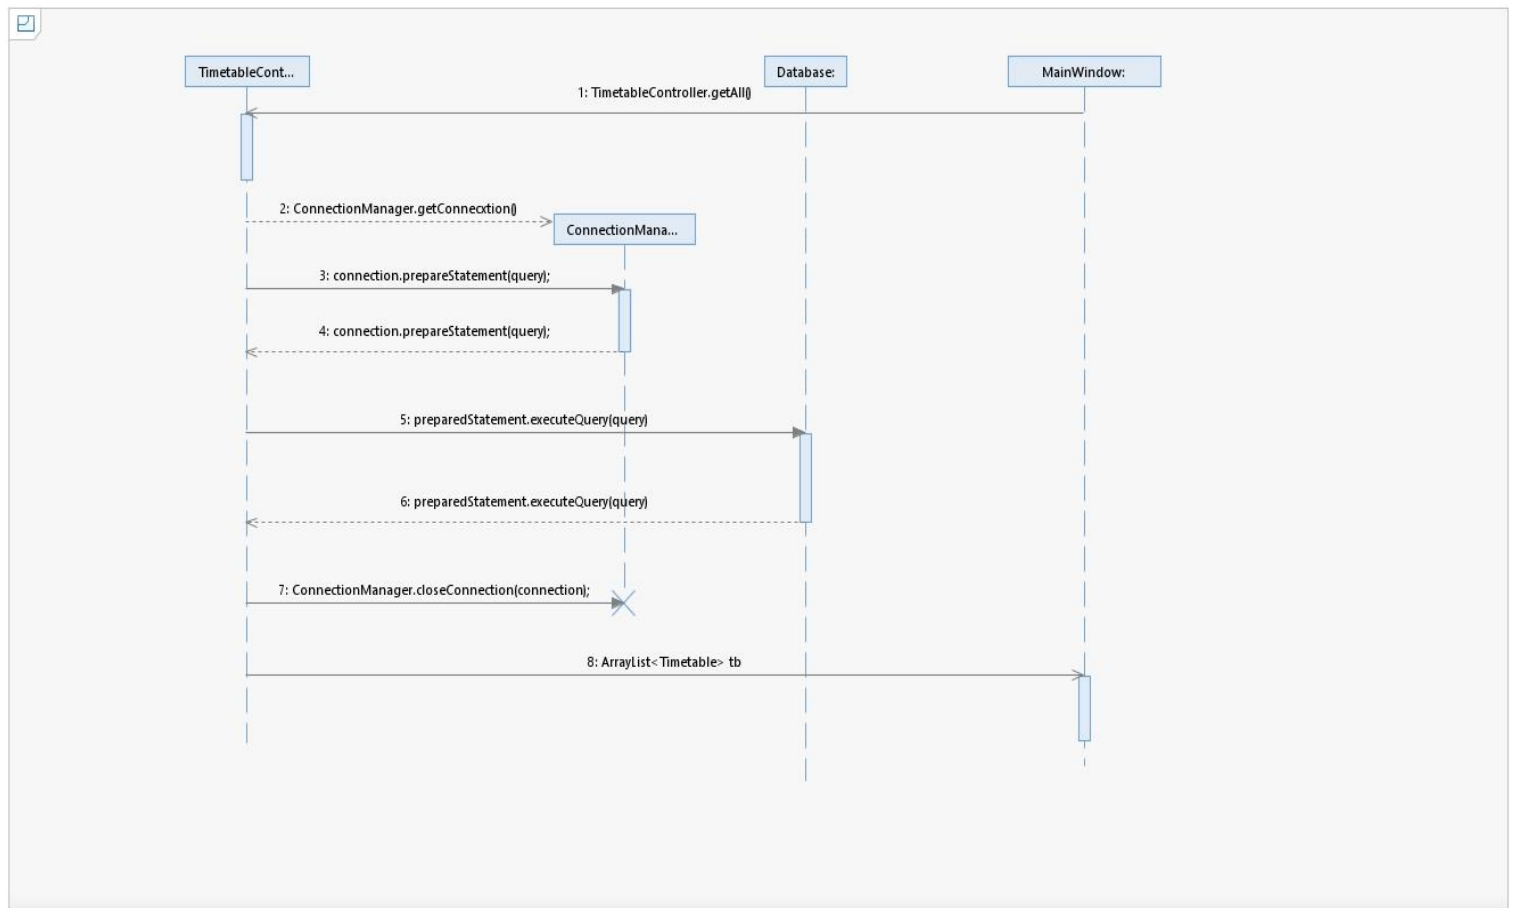 TimetableCont...
Database:
MainWindow:
1: TimetableController.getAll()
2: ConnectionManager.getConnecxtion()
ConnectionMana...
3: connection.prepareStatement(query);
4: connection.prepareStatement(query);
5: preparedStatement.executeQuery(query)
6: preparedStatement.executeQuery(query)
7: ConnectionManager.closeConnection(connection);
8: ArrayList<Timetable> tb